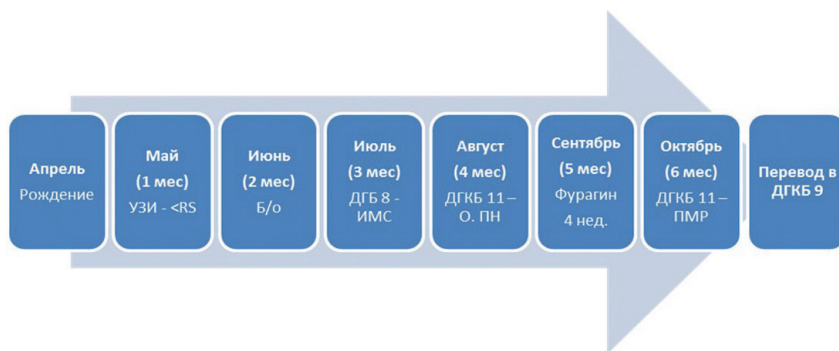 Апрель
Рождение
Май
(1 мес)
УЗИ - <RS
Июнь
(2 мес)
Б/о
Июль
(3 мес)
ДГБ 8 -
ИМС
Август
(4 мес)
ДГКБ 11 –
О. ПН
Сентябрь
(5 мес)
Фурагин
4 нед.
Октябрь
(6 мес)
ДГКБ 11 –
ПМР
Перевод в
ДГКБ 9